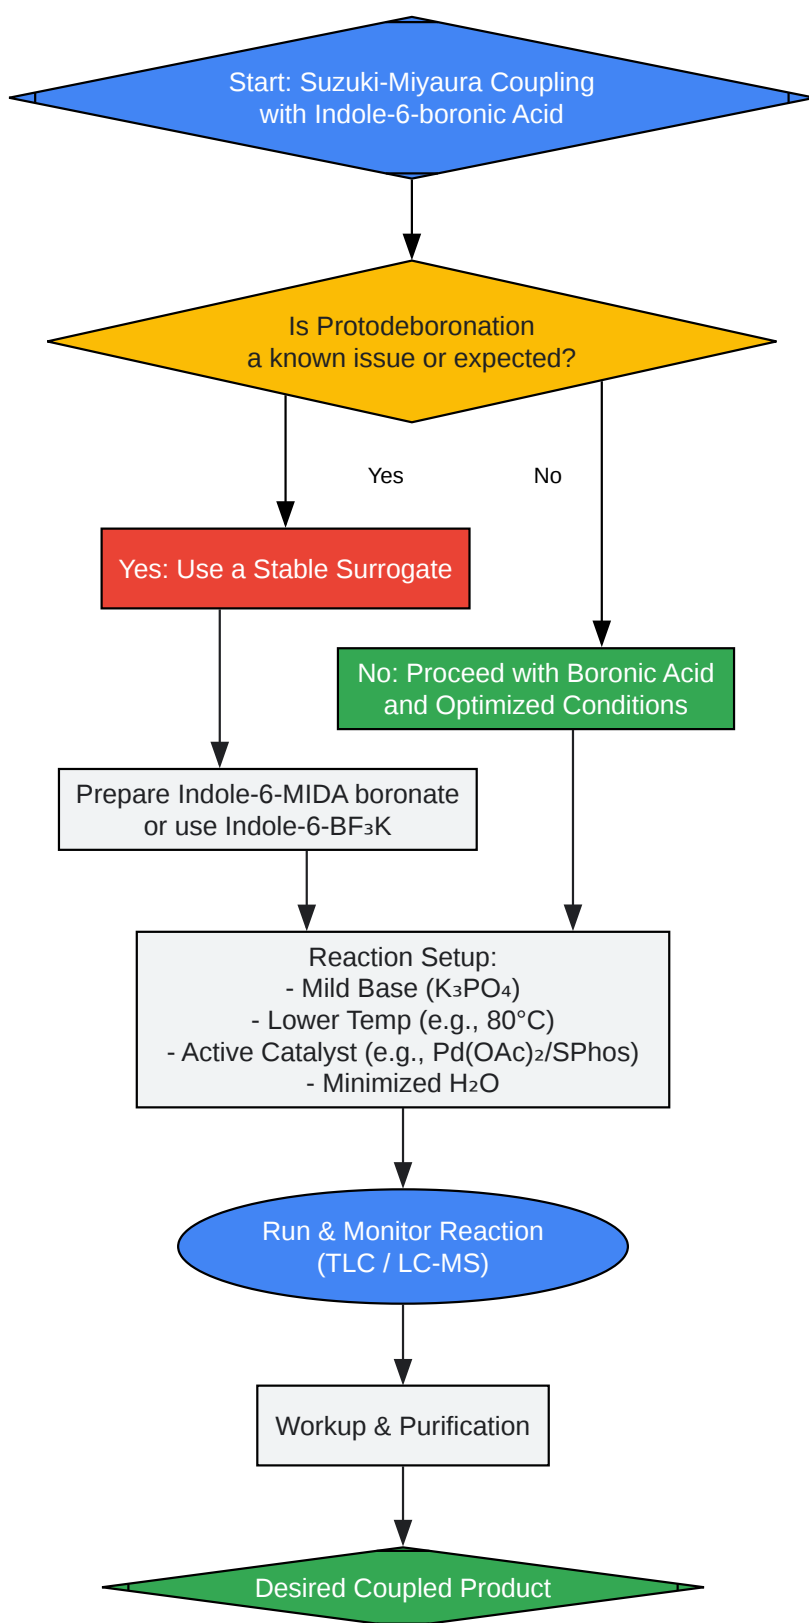 Start: Suzuki-Miyaura Coupling
with Indole-6-boronic Acid
Is Protodeboronation
a known issue or expected?
Yes
No
Yes: Use a Stable Surrogate
No: Proceed with Boronic Acid
and Optimized Conditions
Prepare Indole-6-MIDA boronate
or use Indole-6-BF₃K
Reaction Setup:
- Mild Base (K₃PO₄)
- Lower Temp (e.g., 80°C)
- Active Catalyst (e.g., Pd(OAc)₂/SPhos)
- Minimized H₂O
Run & Monitor Reaction
(TLC / LC-MS)
Workup & Purification
Desired Coupled Product